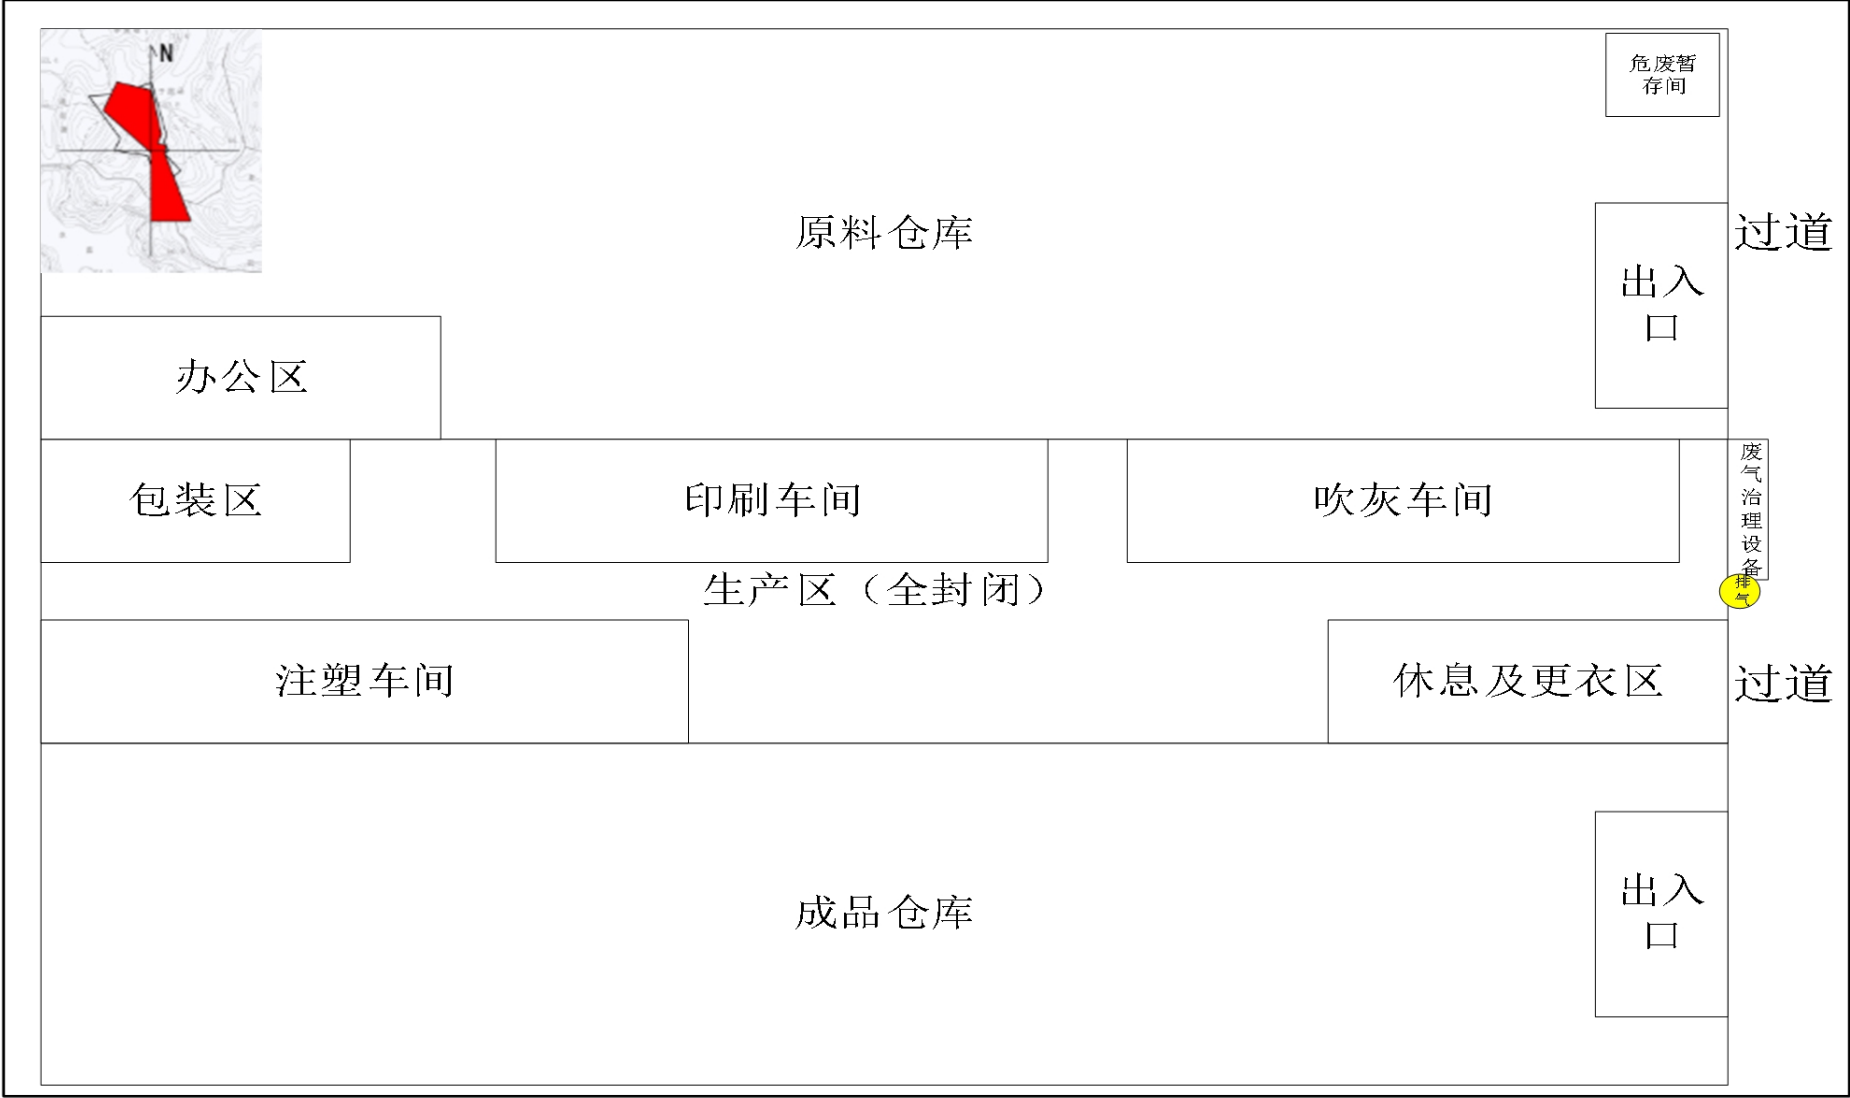 N
危废暂
存间
原料仓库
过道
出入
口
办公区
包装区
印刷车间
吹灰车间
废气治理设备
排气
生产区（全封闭）
注塑车间
休息及更衣区
过道
成品仓库
出入
口